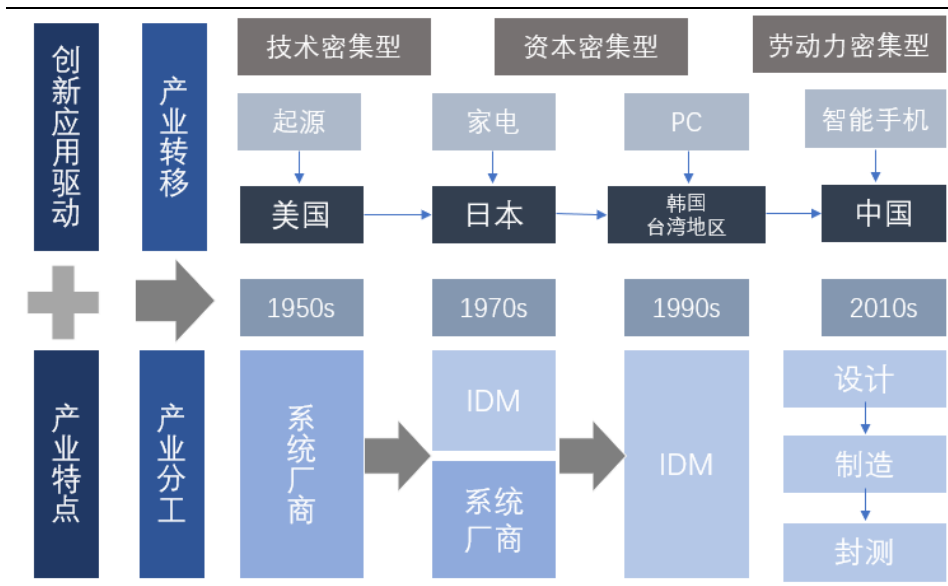 创新应用驱动
产业转移
技术密集型
资本密集型
劳动力密集型
起源
家电
PC
智能手机
美国
日本
韩国
台湾地区
中国
1950s
1970s
1990s
2010s
产业特点
产业分工
系统厂商
IDM
系统
厂商
IDM
设计
制造
封测